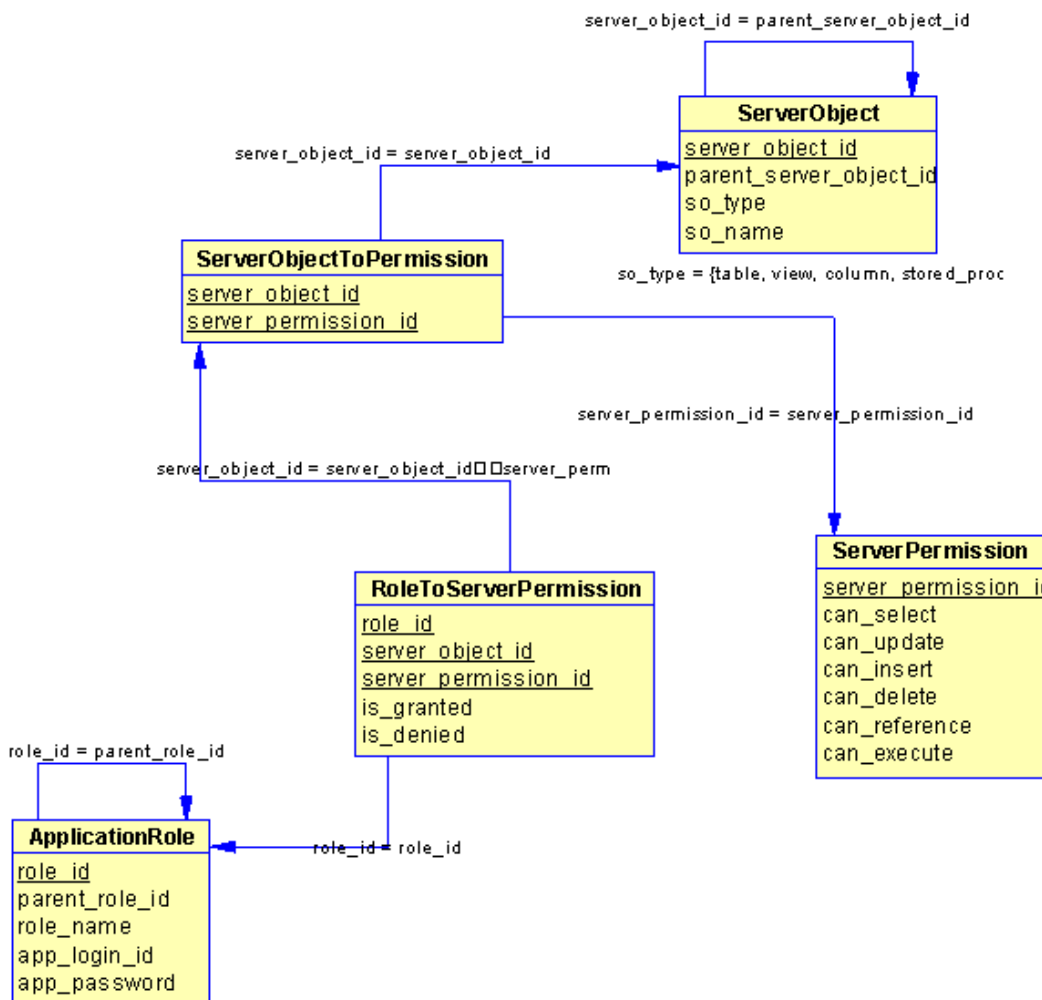 server_object_id = parent_server_object_id
ServerObject
server_object_id
parent_server_object_id
so_type
so_name
so_type = {table, view, column, stored_proc
server_object_id = server_object_id
ServerObjectToPermission
server_object_id
server_permission_id
server_permission_id = server_permission_id
server_object_id = server_object_id□□server_perm
ServerPermission
server_permission_id
can_select
can_update
can_insert
can_delete
can_reference
can_execute
RoleToServerPermission
role_id
server_object_id
server_permission_id
is_granted
is_denied
role_id = parent_role_id
role_id = role_id
ApplicationRole
role_id
parent_role_id
role_name
app_login_id
app_password